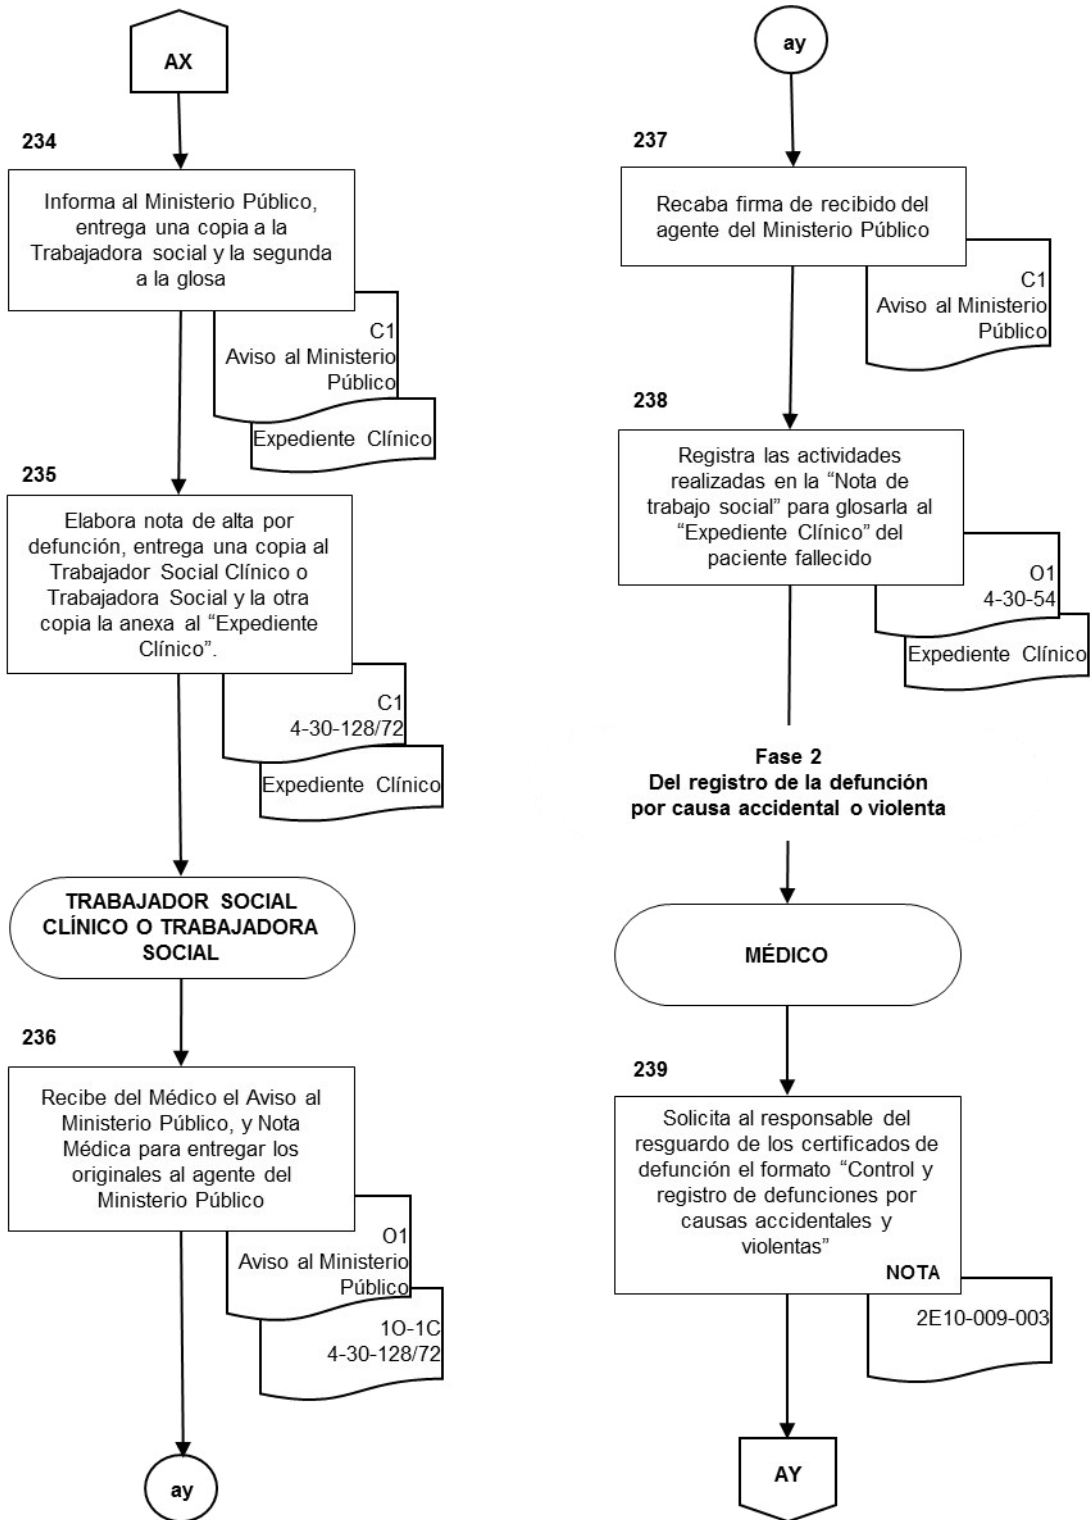 AX
234
Informa al Ministerio Público,
entrega una copia a la
Trabajadora social y la segunda
a la glosa
C1
Aviso al Ministerio
Público
Expediente Clínico
235
Elabora nota de alta por
defunción, entrega una copia al
Trabajador Social Clínico o
Trabajadora Social y la otra
copia la anexa al “Expediente
Clínico”.
C1
4-30-128/72
Expediente Clínico
TRABAJADOR SOCIAL
CLÍNICO O TRABAJADORA
SOCIAL
236
Recibe del Médico el Aviso al
Ministerio Público, y Nota
Médica para entregar los
originales al agente del
Ministerio Público
O1
Aviso al Ministerio
Público
1O-1C
4-30-128/72
ay
ay
237
Recaba firma de recibido del
agente del Ministerio Público
C1
Aviso al Ministerio
Público
238
Registra las actividades
realizadas en la “Nota de
trabajo social” para glosarla al
“Expediente Clínico” del
paciente fallecido
O1
4-30-54
Expediente Clínico
Fase 2
Del registro de la defunción
por causa accidental o violenta
MÉDICO
239
Solicita al responsable del
resguardo de los certificados de
defunción el formato “Control y
registro de defunciones por
causas accidentales y
violentas”
NOTA
2E10-009-003
AY